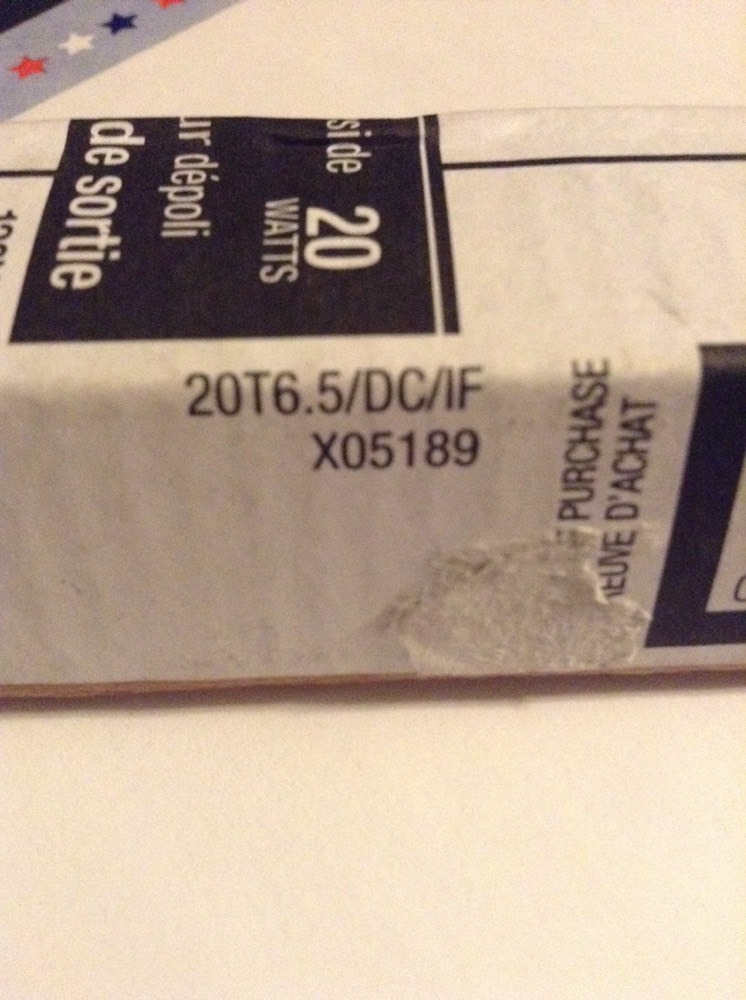 si de 20
WATTS
ur dépoli
de sortie
20T6.5/DC/IF
X05189
PURCHASE
EUVE D'ACHAT